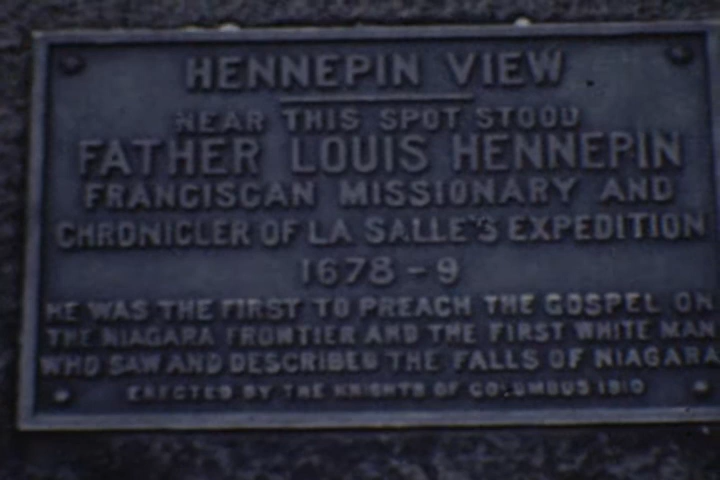 HENNEPIN VIEW
NEAR THIS SPOT STOOD
FATHER LOUIS HENNEPIN
FRANCISCAN MISSIONARY AND
CHRONICLER OF LA SALLE'S EXPEDITION
1678-9
HE WAS THE FIRST TO PREACH THE GOSPEL ON
THE NIAGARA FRONTIER AND THE FIRST WHITE MAN
WHO SAW AND DESCRIBED THE FALLS OF NIAGARA
ERECTED BY THE KNIGHTS OF COLUMBUS 1910